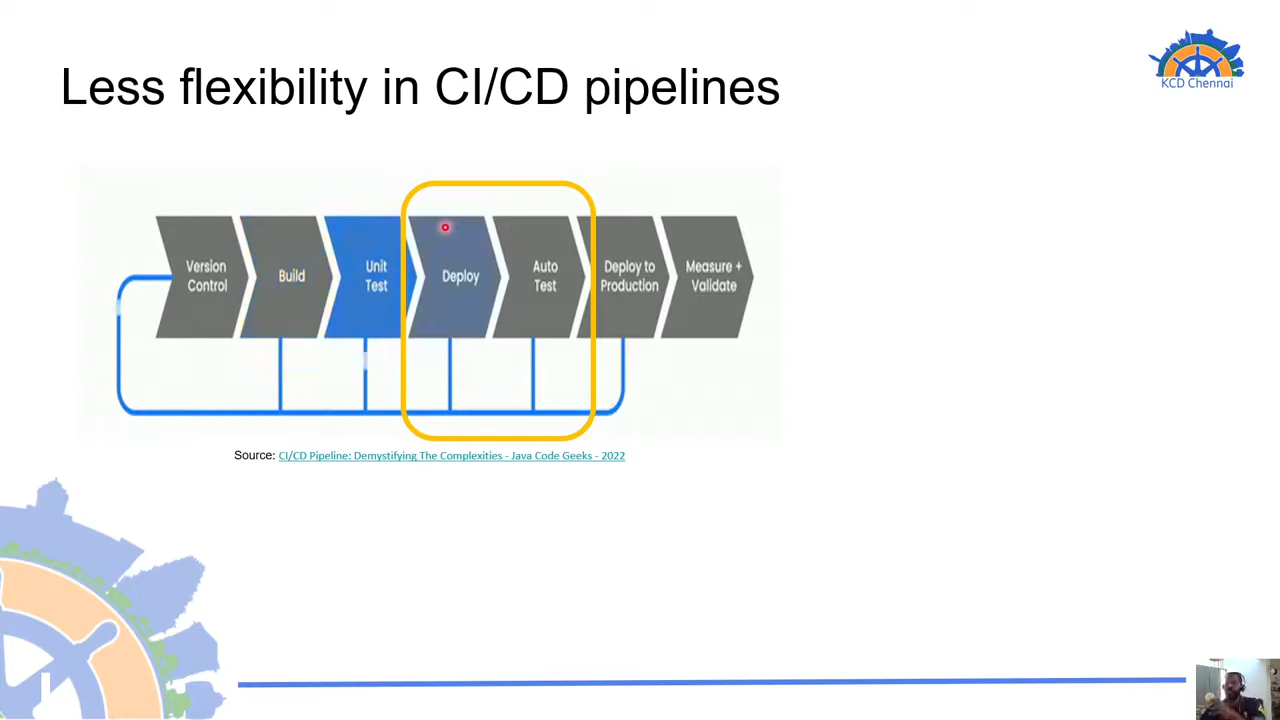 Less flexibility in CI/CD pipelines
KCD Chennai
Version
Control
Build
Unit
Test
Deploy
Auto
Test
Deploy to
Production
Measure +
Validate
Source: CI/CD Pipeline: Demystifying The Complexities - Java Code Geeks - 2022